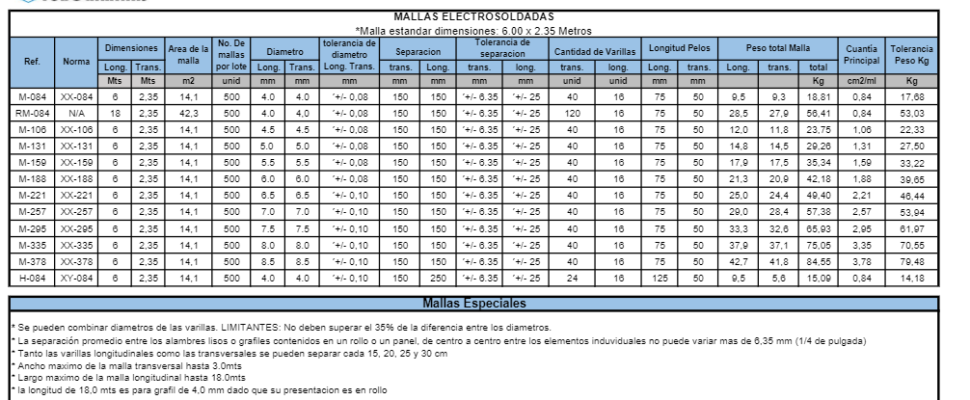 MALLAS ELECTROSOLDADAS
*Malla estandar dimensiones: 6.00 x 2.35 Metros
Ref. Norma Dimensiones Area de la malla No. De mallas por lote Diametro tolerancia de diametro Separacion Tolerancia de separacion Cantidad de Varillas Longitud Pelos Peso total Malla Cuantia Principal Tolerancia Peso Kg
Long. Trans. Long. Trans. Long. Trans. trans. Long. trans. long. trans. long. trans. Long. Long. trans. total
Mts Mts m2 unid mm mm mm mm mm mm mm unid unid mm mm Kg cm2/ml Kg
M-084 XX-084 6 2,35 14,1 500 4.0 4.0 '+/- 0,08 150 150 '+/- 6.35 '+/- 25 40 16 75 50 9,5 9,3 18,81 0,84 17,68
RM-084 N/A 18 2,35 42,3 500 4.0 4,0 '+/- 0,08 150 150 '+/- 6.35 '+/- 25 120 16 75 50 28,5 27,9 56,41 0,84 53,03
M-106 XX-106 6 2,35 14,1 500 4.5 4.5 '+/- 0,08 150 150 '+/- 6.35 '+/- 25 40 16 75 50 12,0 11,8 23,75 1,06 22,33
M-131 XX-131 6 2,35 14,1 500 5.0 5.0 '+/- 0,08 150 150 '+/- 6.35 '+/- 25 40 16 75 50 14,8 14,5 29,26 1,31 27,50
M-159 XX-159 6 2,35 14,1 500 5.5 5.5 '+/- 0,08 150 150 '+/- 6.35 '+/- 25 40 16 75 50 17,9 17,5 35,34 1,59 33,22
M-188 XX-188 6 2,35 14,1 500 6.0 6.0 '+/- 0,08 150 150 '+/- 6.35 '+/- 25 40 16 75 50 21,3 20,9 42,18 1,88 39,65
M-221 XX-221 6 2,35 14,1 500 6.5 6.5 '+/- 0,10 150 150 '+/- 6.35 '+/- 25 40 16 75 50 25,0 24,4 49,40 2,21 46,44
M-257 XX-257 6 2,35 14,1 500 7.0 7.0 '+/- 0,10 150 150 '+/- 6.35 '+/- 25 40 16 75 50 29,0 28,4 57,38 2,57 53,94
M-295 XX-295 6 2,35 14,1 500 7.5 7.5 '+/- 0,10 150 150 '+/- 6.35 '+/- 25 40 16 75 50 33,3 32,6 65,93 2,95 61,97
M-335 XX-335 6 2,35 14,1 500 8.0 8.0 '+/- 0,10 150 150 '+/- 6.35 '+/- 25 40 16 75 50 37,9 37,1 75,05 3,35 70,55
M-378 XX-378 6 2,35 14,1 500 8.5 8.5 '+/- 0,10 150 150 '+/- 6.35 '+/- 25 40 16 75 50 42,7 41,8 84,55 3,78 79,48
H-084 XY-084 6 2,35 14,1 500 4.0 4.0 '+/- 0,10 150 250 '+/- 6.35 '+/- 25 24 16 125 50 9,5 5,6 15,09 0,84 14,18
Mallas Especiales
* Se pueden combinar diametros de las varillas. LIMITANTES: No deben superar el 35% de la diferencia entre los diametros.
* La separación promedio entre los alambres lisos o grafiles contenidos en un rollo o un panel, de centro a centro entre los elementos induviduales no puede variar mas de 6,35 mm (1/4 de pulgada)
* Tanto las varillas longitudinales como las transversales se pueden separar cada 15, 20, 25 y 30 cm
* Ancho maximo de la malla transversal hasta 3.0mts
* Largo maximo de la malla longitudinal hasta 18.0mts
* la longitud de 18,0 mts es para grafil de 4,0 mm dado que su presentacion es en rollo